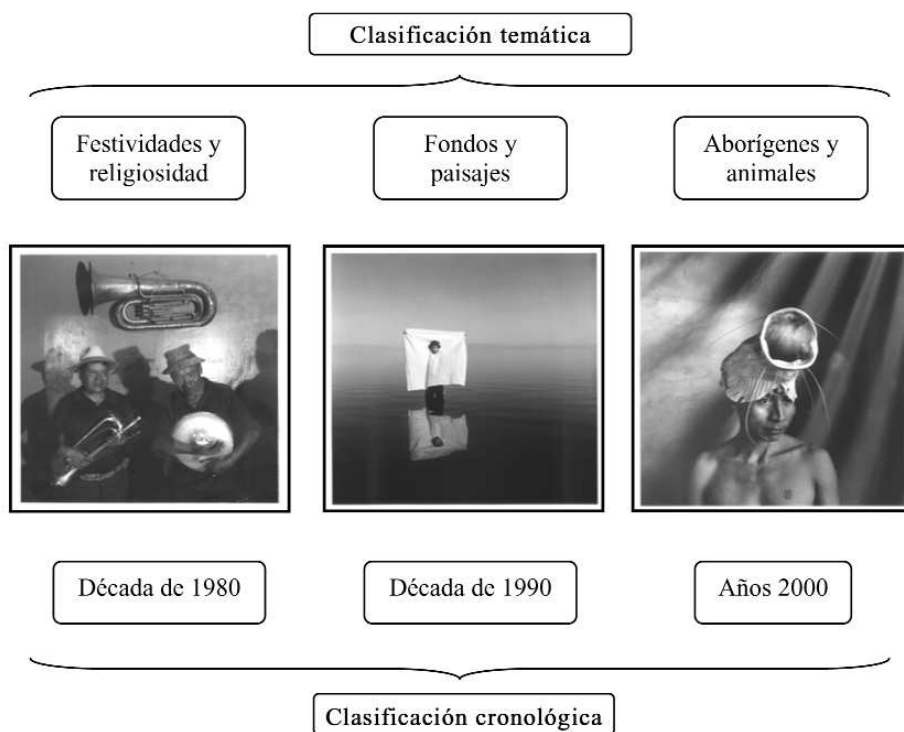 Clasificación temática
Festividades y
religiosidad
Fondos y
paisajes
Aborígenes y
animales
Década de 1980
Década de 1990
Años 2000
Clasificación cronológica